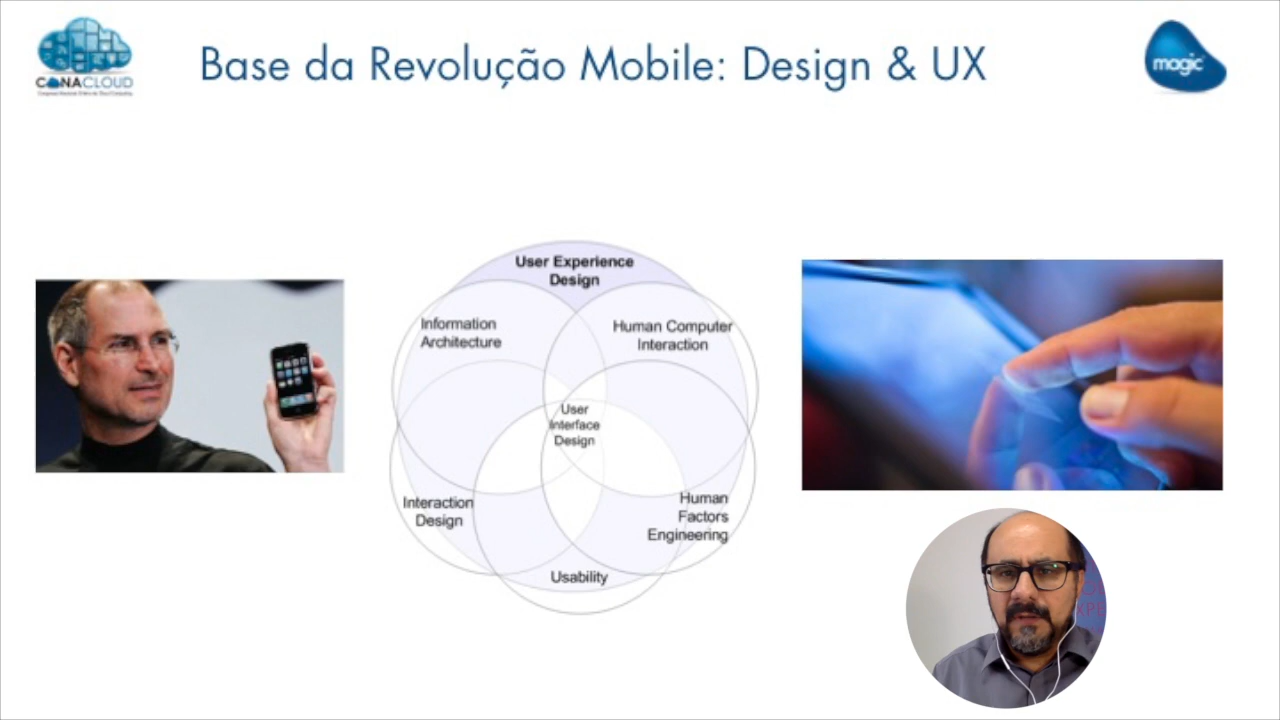 Base da Revolução Mobile: Design & UX
CONACLOUD
magic
User Experience
Design
Information
Architecture
Human Computer
Interaction
User
Interface
Design
Interaction
Design
Human
Factors
Engineering
Usability